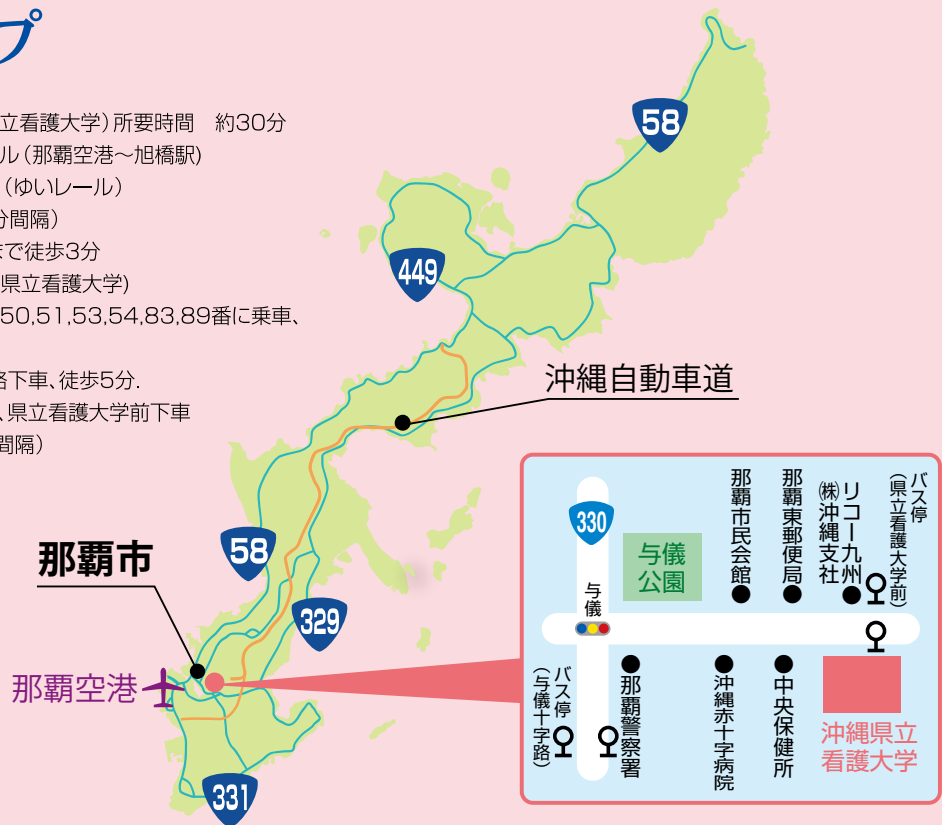 プ
立看護大学)所要時間　約30分
ル(那覇空港～旭橋駅)
(ゆいレール)
分間隔)
まで徒歩3分
県立看護大学)
50,51,53,54,83,89番に乗車、
路下車、徒歩5分.
、県立看護大学前下車
間隔)
58
449
沖縄自動車道
58
那覇市
329
那覇空港
331
330
与儀公園
那覇市民会館
那覇東郵便局
リコー九州
㈱沖縄支社
バス停
(県立看護大学前)
与儀
バス停
(与儀十字路)
那覇警察署
沖縄赤十字病院
中央保健所
沖縄県立
看護大学